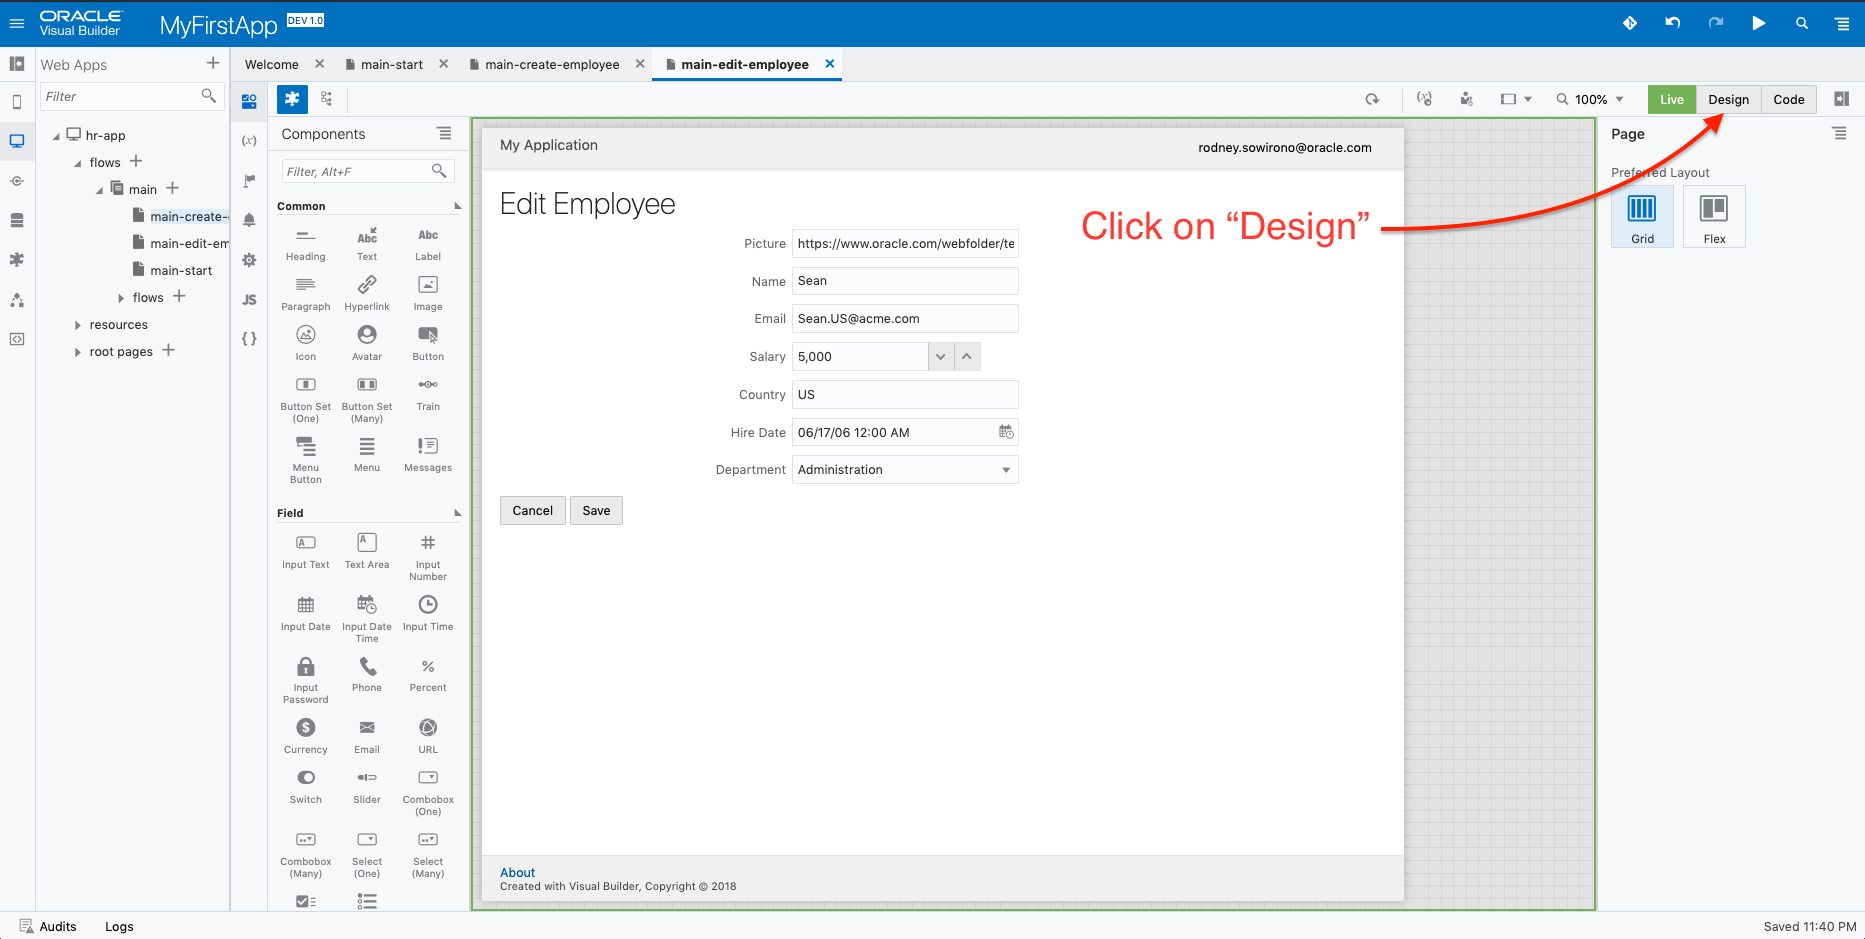 ORACLE
Visual Builder
MyFirstApp
DEV 1.0
Web Apps
Filter
hr-app
flows
main
main-create-
main-edit-em
main-start
flows
resources
root pages
Welcome
main-start
main-create-employee
main-edit-employee
100%
Live
Design
Code
Components
Filter, Alt+F
Common
Heading
Text
Label
Paragraph
Hyperlink
Image
Icon
Avatar
Button
Button Set (One)
Button Set (Many)
Train
Menu Button
Menu
Messages
Field
Input Text
Text Area
Input Number
Input Date
Input Date Time
Input Time
Input Password
Phone
Percent
Currency
Email
URL
Switch
Slider
Combobox (One)
Combobox (Many)
Select (One)
Select (Many)
My Application
rodney.sowirono@oracle.com
Edit Employee
Picture https://www.oracle.com/webfolder/te
Name Sean
Email Sean.US@acme.com
Salary 5,000
Country US
Hire Date 06/17/06 12:00 AM
Department Administration
Cancel
Save
Click on “Design”
About
Created with Visual Builder, Copyright © 2018
Page
Preferred Layout
Grid
Flex
Audits
Logs
Saved 11:40 PM